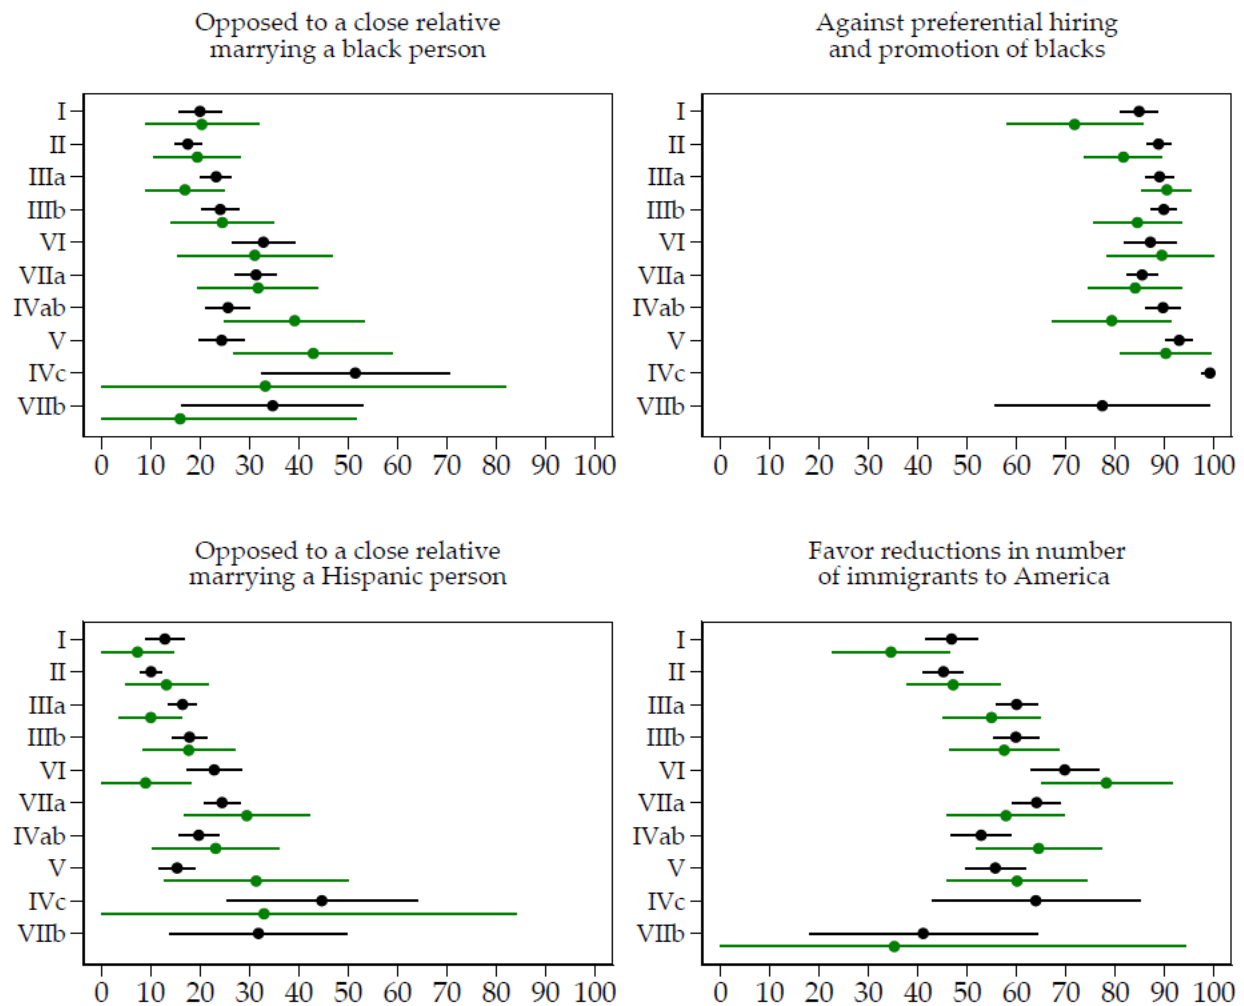 Opposed to a close relative
marrying a black person
I
II
IIIa
IIIb
VI
VIIa
IVab
V
IVc
VIIb
0 10 20 30 40 50 60 70 80 90 100
Against preferential hiring
and promotion of blacks
I
II
IIIa
IIIb
VI
VIIa
IVab
V
IVc
VIIb
0 10 20 30 40 50 60 70 80 90 100
Opposed to a close relative
marrying a Hispanic person
I
II
IIIa
IIIb
VI
VIIa
IVab
V
IVc
VIIb
0 10 20 30 40 50 60 70 80 90 100
Favor reductions in number
of immigrants to America
I
II
IIIa
IIIb
VI
VIIa
IVab
V
IVc
VIIb
0 10 20 30 40 50 60 70 80 90 100